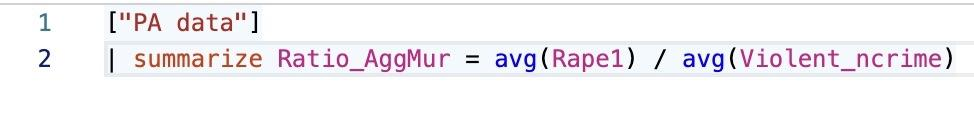 1 ["PA data"]
2 | summarize Ratio_AggMur = avg(Rape1) / avg(Violent_ncrime)